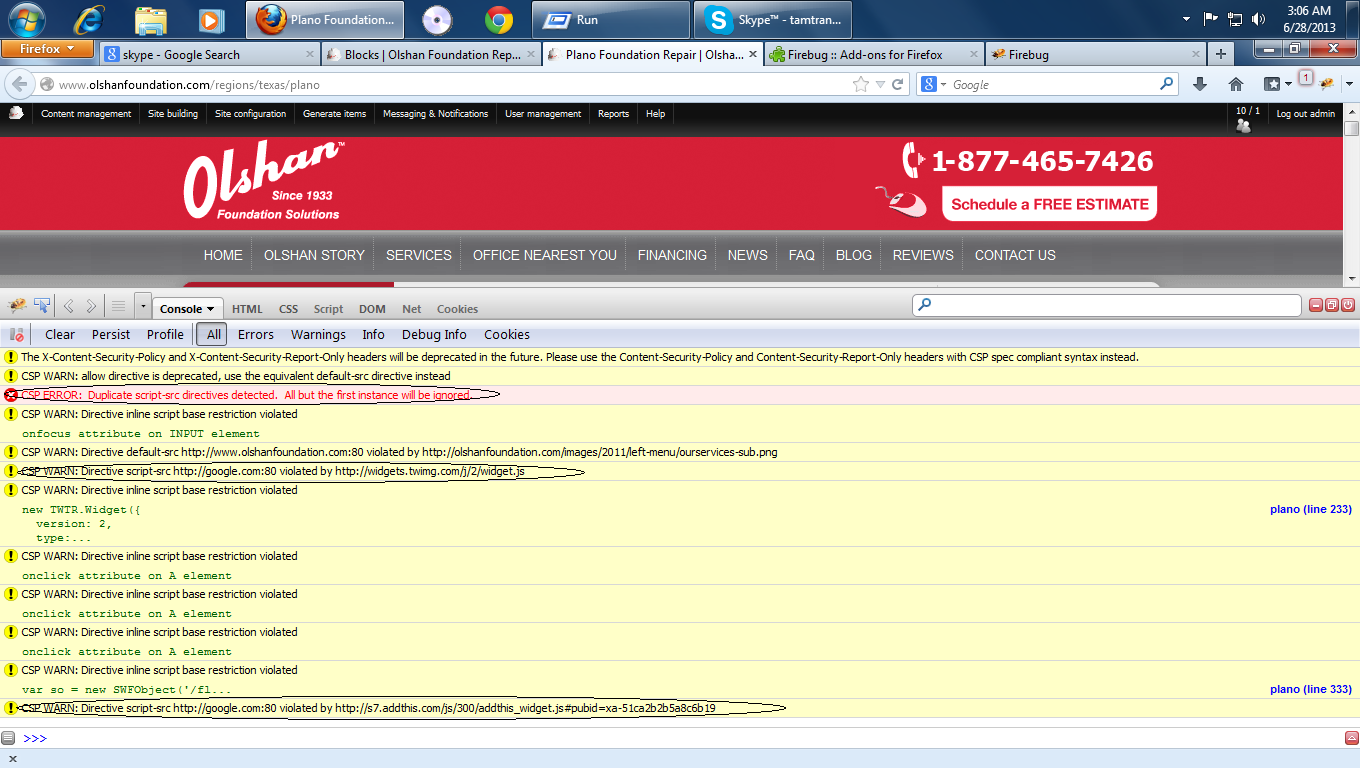 Plano Foundation...
Run
Skype™ - tamtran...
3:06 AM
6/28/2013
Firefox
skype - Google Search
Blocks | Olshan Foundation Rep...
Plano Foundation Repair | Olsha...
Firebug :: Add-ons for Firefox
Firebug
www.olshanfoundation.com/regions/texas/plano
Google
1
Content management
Site building
Site configuration
Generate items
Messaging & Notifications
User management
Reports
Help
10 / 1
Log out admin
Olshan™
Since 1933
Foundation Solutions
1-877-465-7426
Schedule a FREE ESTIMATE
HOME
OLSHAN STORY
SERVICES
OFFICE NEAREST YOU
FINANCING
NEWS
FAQ
BLOG
REVIEWS
CONTACT US
Console
HTML
CSS
Script
DOM
Net
Cookies
Clear
Persist
Profile
All
Errors
Warnings
Info
Debug Info
Cookies
The X-Content-Security-Policy and X-Content-Security-Report-Only headers will be deprecated in the future. Please use the Content-Security-Policy and Content-Security-Report-Only headers with CSP spec compliant syntax instead.
CSP WARN: allow directive is deprecated, use the equivalent default-src directive instead
CSP ERROR: Duplicate script-src directives detected. All but the first instance will be ignored.
CSP WARN: Directive inline script base restriction violated
onfocus attribute on INPUT element
CSP WARN: Directive default-src http://www.olshanfoundation.com:80 violated by http://olshanfoundation.com/images/2011/left-menu/ourservices-sub.png
CSP WARN: Directive script-src http://google.com:80 violated by http://widgets.twimg.com/j/2/widget.js
CSP WARN: Directive inline script base restriction violated
new TWTR.Widget({
plano (line 233)
version: 2,
type:...
CSP WARN: Directive inline script base restriction violated
onclick attribute on A element
CSP WARN: Directive inline script base restriction violated
onclick attribute on A element
CSP WARN: Directive inline script base restriction violated
onclick attribute on A element
CSP WARN: Directive inline script base restriction violated
var so = new SWFObject('/fl...
plano (line 333)
CSP WARN: Directive script-src http://google.com:80 violated by http://s7.addthis.com/js/300/addthis_widget.js#pubid=xa-51ca2b2b5a8c6b19
>>>